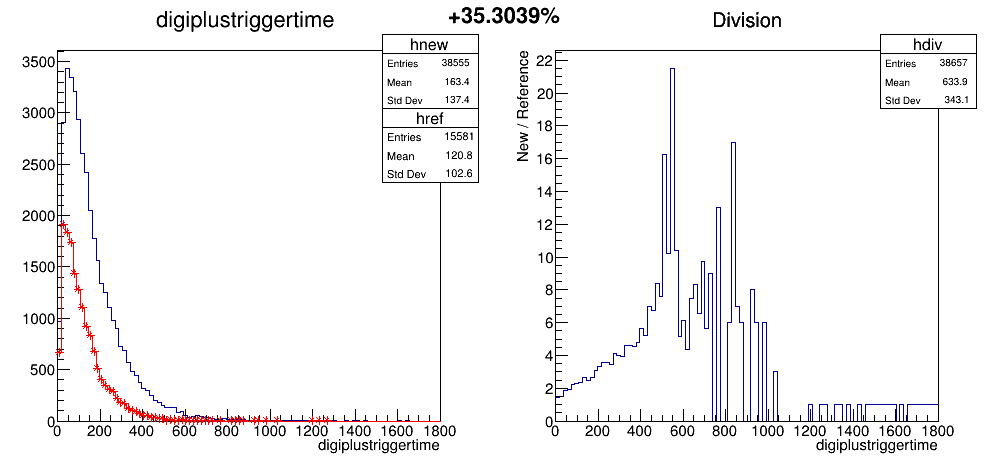 digiplustriggertime
+35.3039%
Division
hnew
Entries 38555
Mean 163.4
Std Dev 137.4
href
Entries 15581
Mean 120.8
Std Dev 102.6
3500
3000
2500
2000
1500
1000
500
0
0 200 400 600 800 1000 1200 1400 1600 1800
digiplustriggertime
hdiv
Entries 38657
Mean 633.9
Std Dev 343.1
New / Reference
22
20
18
16
14
12
10
8
6
4
2
0
0 200 400 600 800 1000 1200 1400 1600 1800
digiplustriggertime